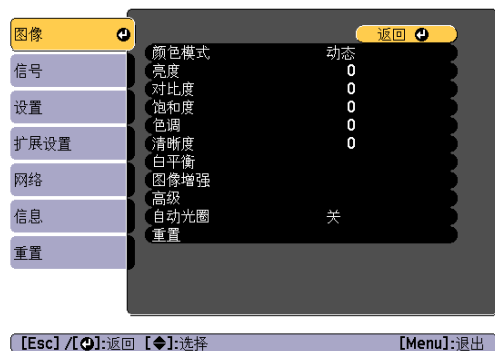 图像
信号
设置
扩展设置
网络
信息
重置
返回
颜色模式 动态
亮度 0
对比度 0
饱和度 0
色调 0
清晰度 0
白平衡
图像增强
高级
自动光圈 关
重置
[Esc] /[ ]:返回 [ ]:选择 [Menu]:退出